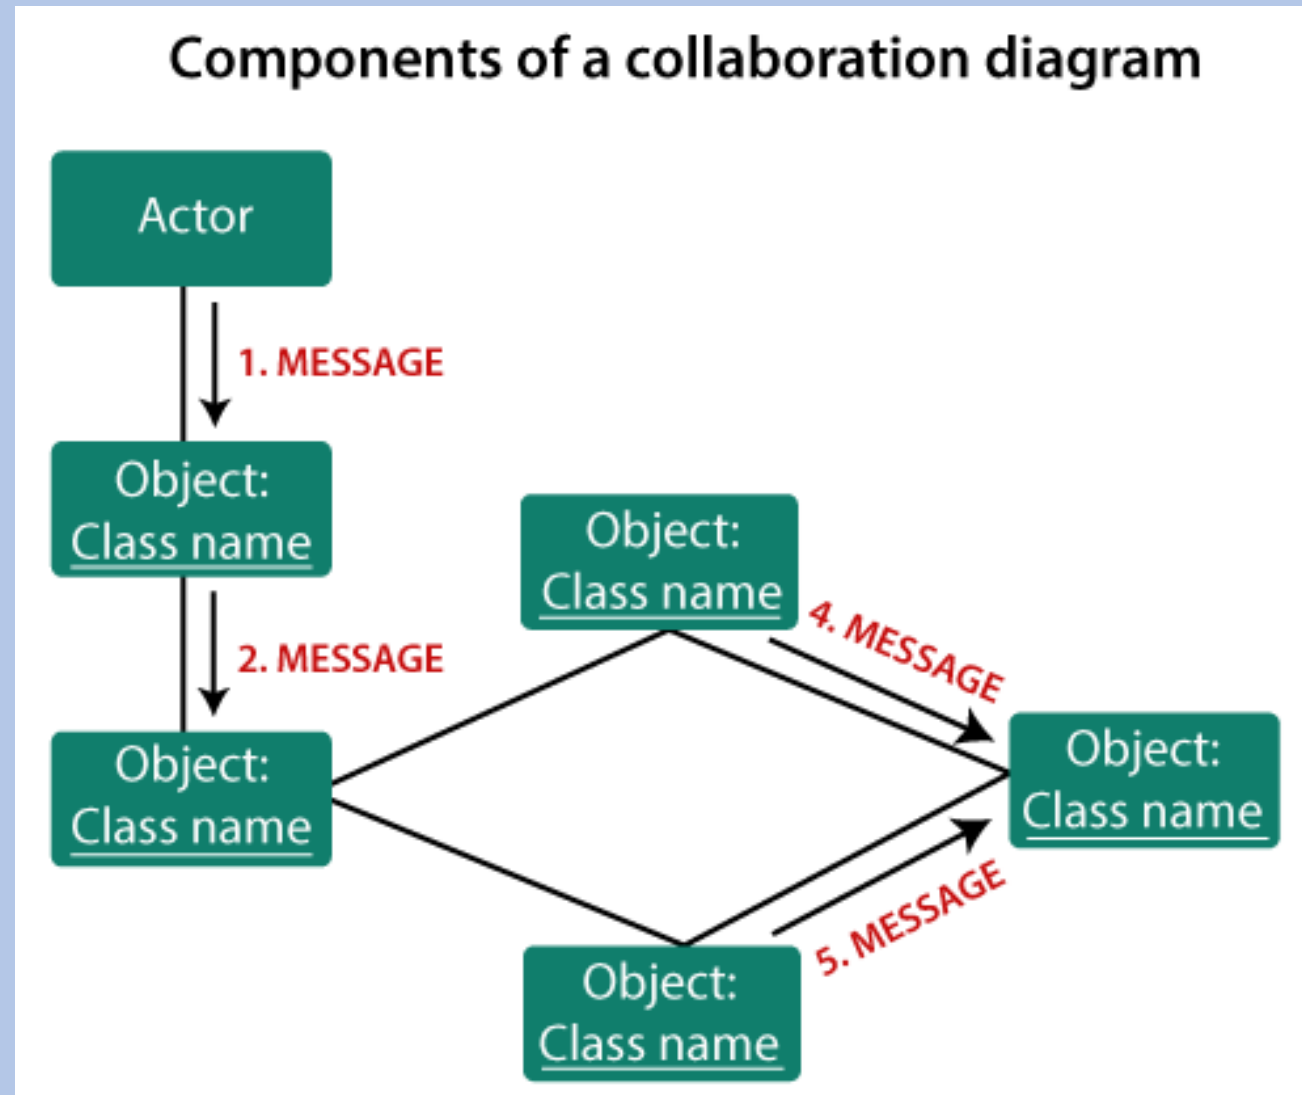 Components of a collaboration diagram
Actor
1. MESSAGE
Object:
Class name
2. MESSAGE
Object:
Class name
Object:
Class name
4. MESSAGE
Object:
Class name
5. MESSAGE
Object:
Class name